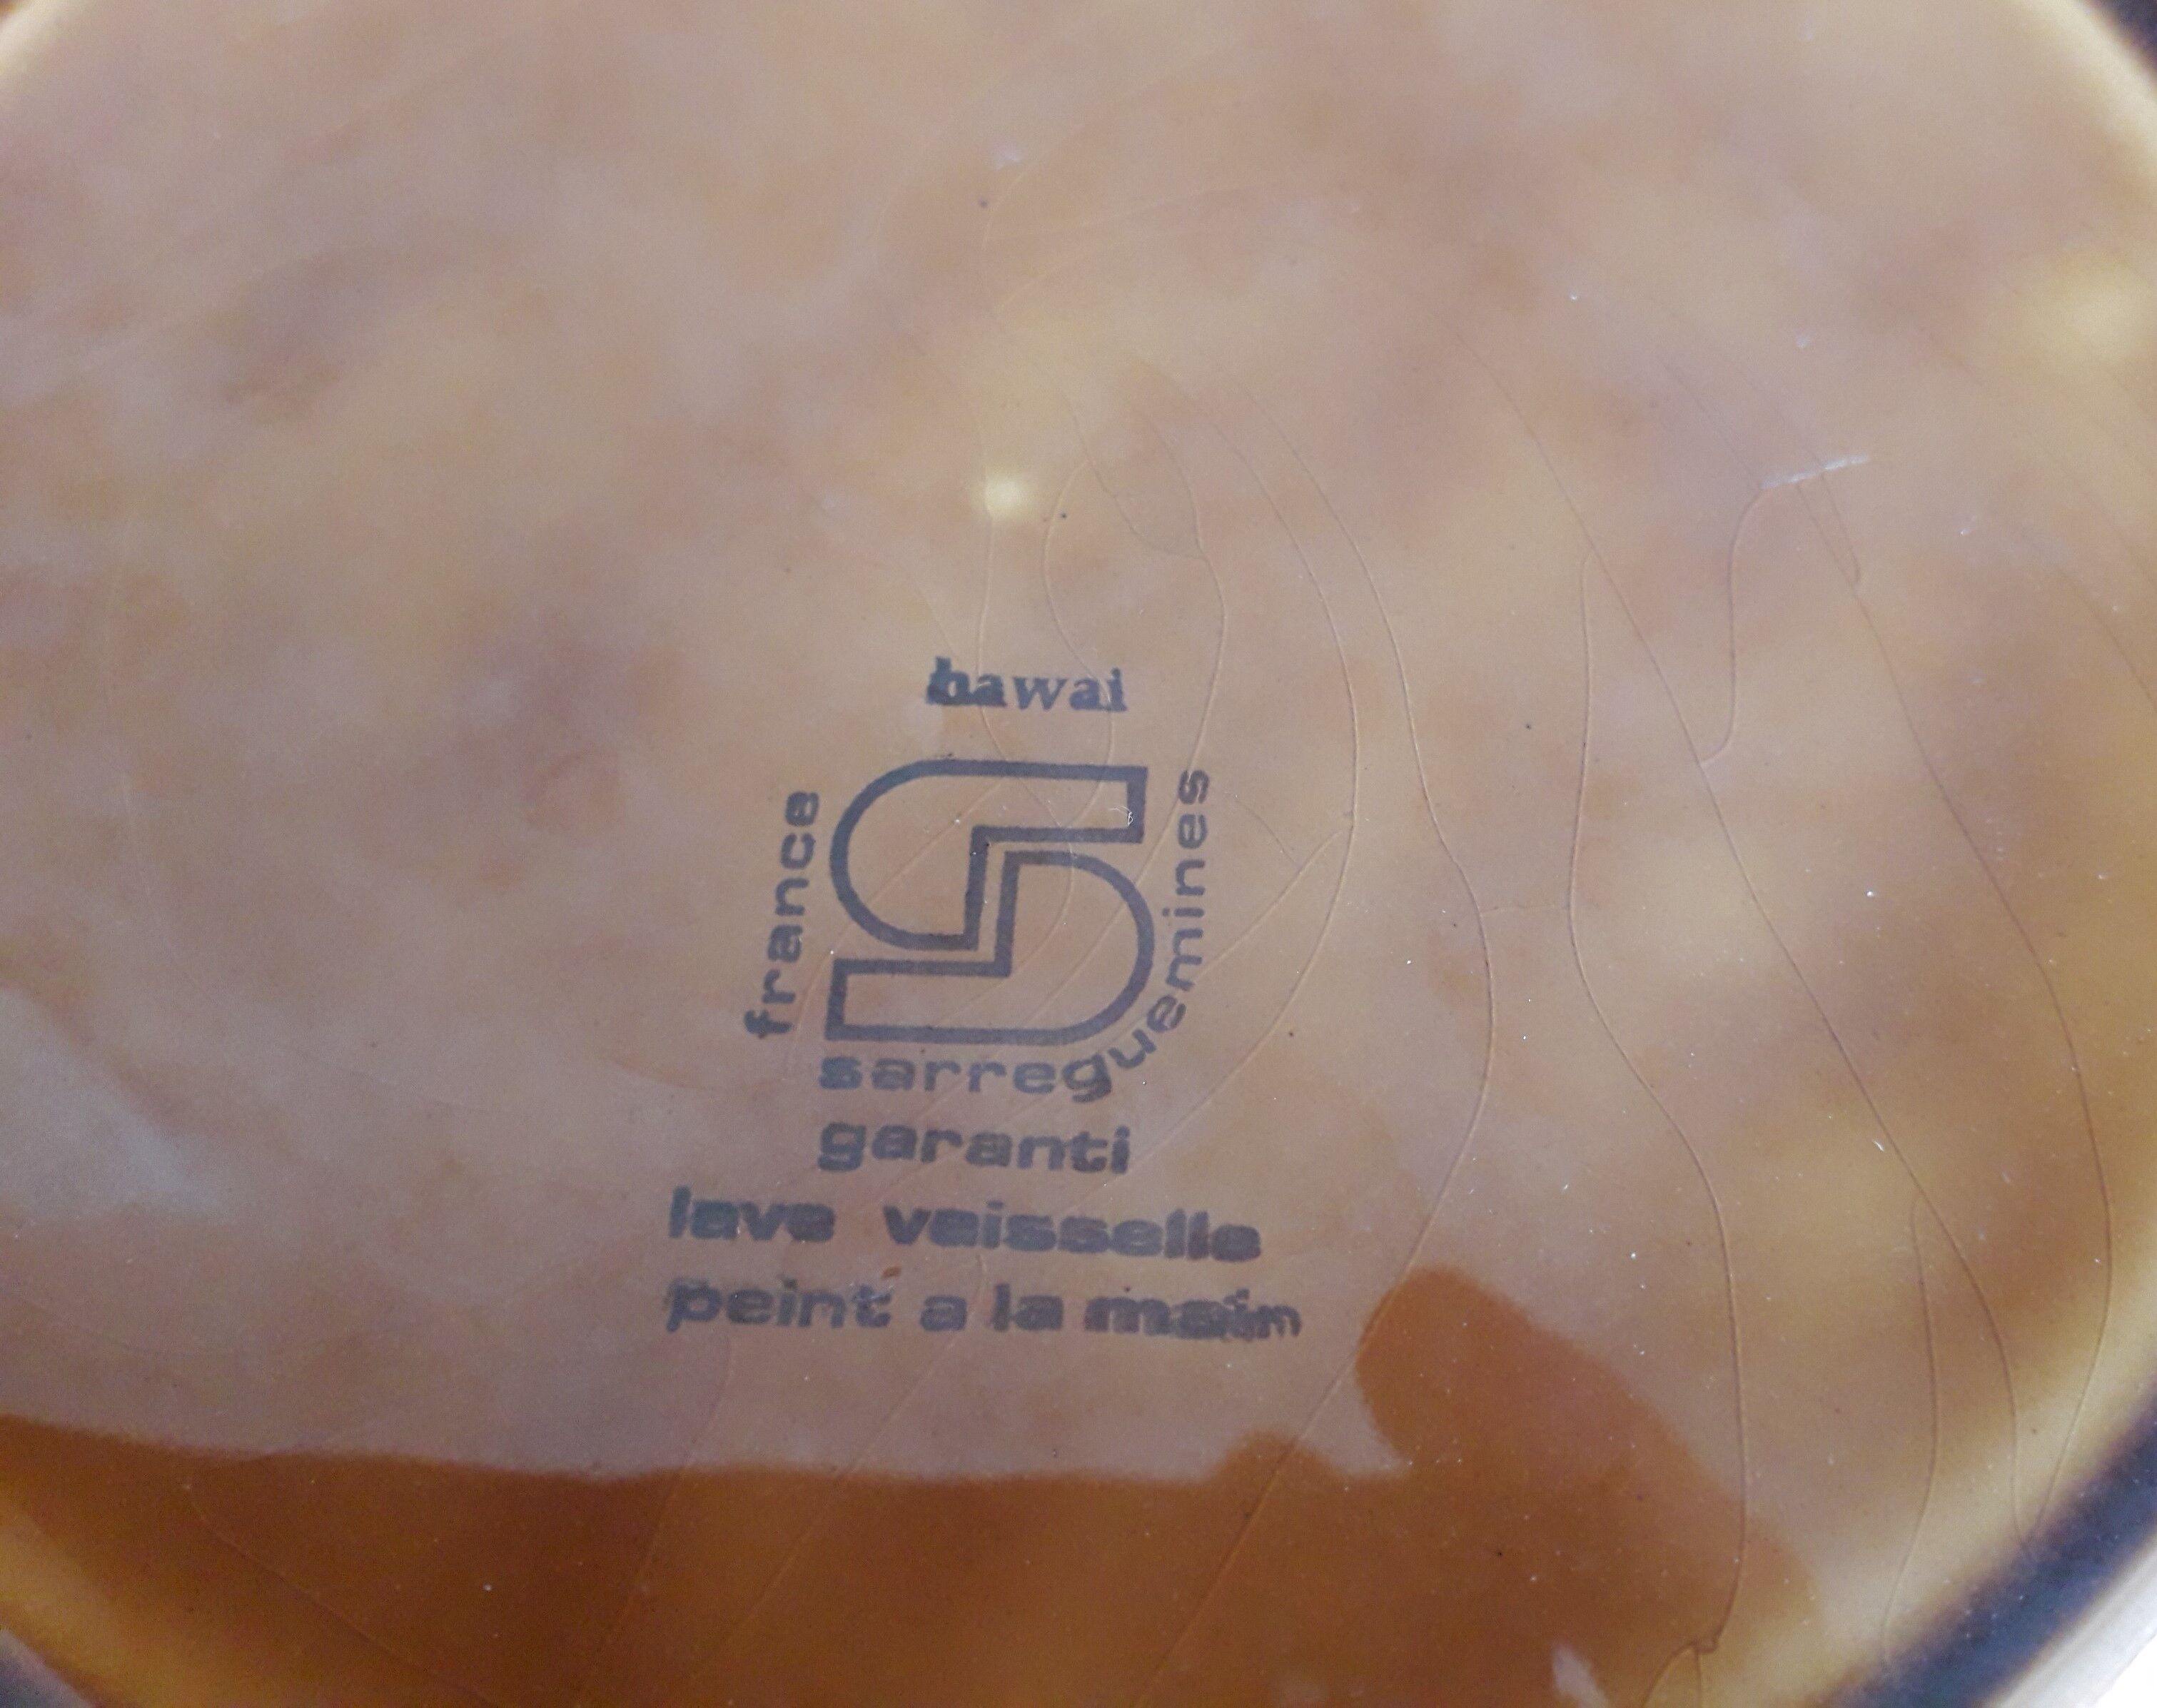 hawai
france
sarreguemines
garanti
lave vaisselle
peint a la main